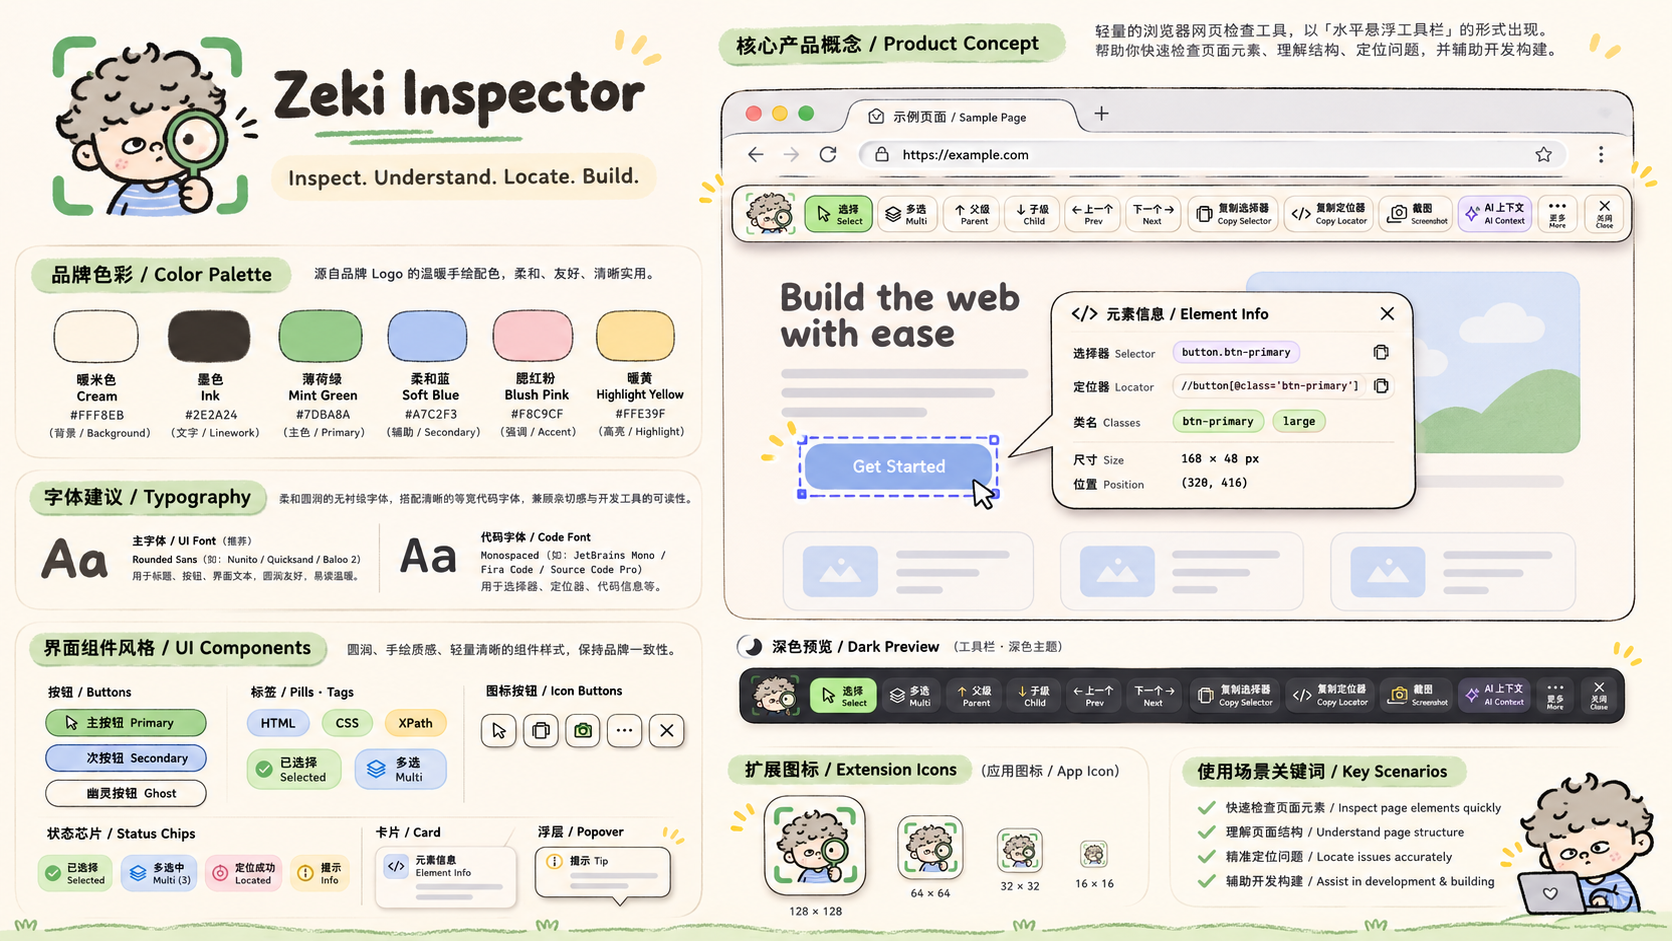 Zeki Inspector
Inspect. Understand. Locate. Build.
品牌色彩 / Color Palette
源自品牌 Logo 的温暖手绘配色，柔和、友好、清晰实用。
暖米色
Cream
#FFF8EB
（背景 / Background）
墨色
Ink
#2E2A24
（文字 / Linework）
薄荷绿
Mint Green
#7DBA8A
（主色 / Primary）
柔和蓝
Soft Blue
#A7C2F3
（辅助 / Secondary）
腮红粉
Blush Pink
#F8C9CF
（强调 / Accent）
暖黄
Highlight Yellow
#FFE39F
（高亮 / Highlight）
字体建议 / Typography
柔和圆润的无衬线字体，搭配清晰的等宽代码字体，兼顾亲切感与开发工具的可读性。
Aa
主字体 / UI Font（推荐）
Rounded Sans（如：Nunito / Quicksand / Baloo 2）
用于标题、按钮、界面文本，圆润友好，易读温暖。
Aa
代码字体 / Code Font
Monospaced（如：JetBrains Mono /
Fira Code / Source Code Pro）
用于选择器、定位器、代码信息等。
界面组件风格 / UI Components
圆润、手绘质感、轻量清晰的组件样式，保持品牌一致性。
按钮 / Buttons
主按钮 Primary
次按钮 Secondary
幽灵按钮 Ghost
标签 / Pills · Tags
HTML
CSS
XPath
已选择
Selected
多选
Multi
图标按钮 / Icon Buttons
状态芯片 / Status Chips
已选择
Selected
多选中
Multi (3)
定位成功
Located
提示
Info
卡片 / Card
元素信息
Element Info
浮层 / Popover
提示 Tip
核心产品概念 / Product Concept
轻量的浏览器网页检查工具，以「水平悬浮工具栏」的形式出现。
帮助你快速检查页面元素、理解结构、定位问题，并辅助开发构建。
示例页面 / Sample Page
https://example.com
选择
Select
多选
Multi
父级
Parent
子级
Child
上一个
Prev
下一个
Next
复制选择器
Copy Selector
复制定位器
Copy Locator
截图
Screenshot
AI 上下文
AI Context
更多
More
关闭
Close
Build the web
with ease
Get Started
</> 元素信息 / Element Info
选择器 Selector
button.btn-primary
定位器 Locator
//button[@class='btn-primary']
类名 Classes
btn-primary
large
尺寸 Size
168 × 48 px
位置 Position
(320, 416)
深色预览 / Dark Preview （工具栏 · 深色主题）
选择
Select
多选
Multi
父级
Parent
子级
Child
上一个
Prev
下一个
Next
复制选择器
Copy Selector
复制定位器
Copy Locator
截图
Screenshot
AI 上下文
AI Context
更多
More
关闭
Close
扩展图标 / Extension Icons （应用图标 / App Icon）
128 × 128
64 × 64
32 × 32
16 × 16
使用场景关键词 / Key Scenarios
快速检查页面元素 / Inspect page elements quickly
理解页面结构 / Understand page structure
精准定位问题 / Locate issues accurately
辅助开发构建 / Assist in development & building